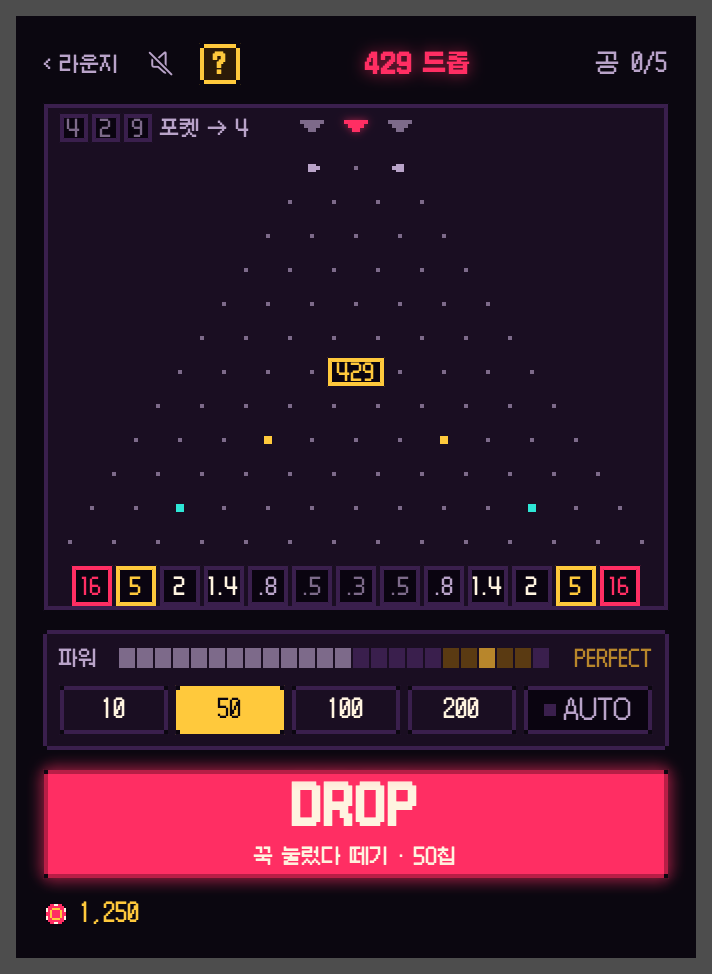 ‹ 라운지 ? 429 드롭 공 0/5
4 2 9 포켓 → 4
429
16 5 2 1.4 .8 .5 .3 .5 .8 1.4 2 5 16
파워 PERFECT
10 50 100 200 AUTO
DROP
꾹 눌렀다 떼기 · 50칩
1,250